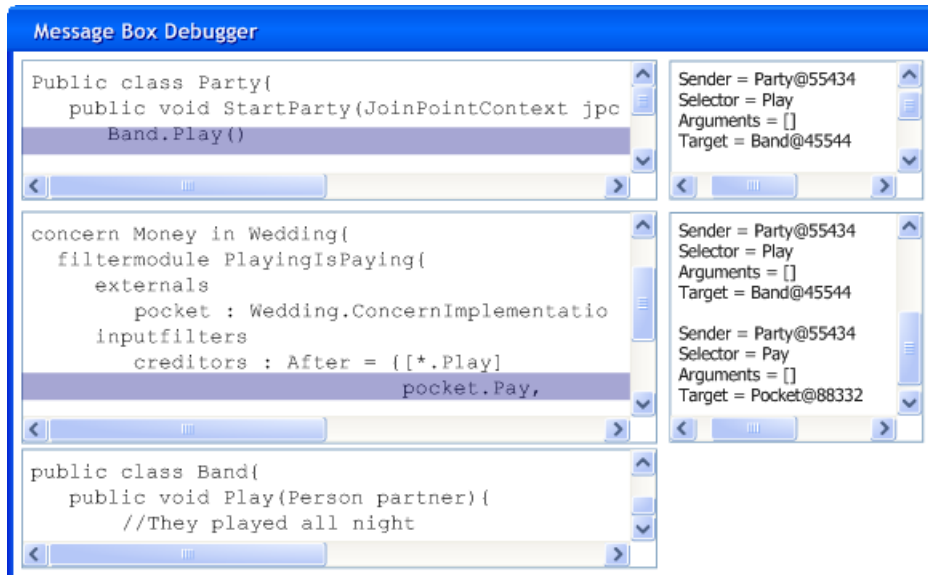 Message Box Debugger
Public class Party{
public void StartParty(JoinPointContext jpc
Band.Play()
Sender = Party@55434
Selector = Play
Arguments = []
Target = Band@45544
concern Money in Wedding{
filtermodule PlayingIsPaying{
externals
pocket : Wedding.ConcernImplementatio
inputfilters
creditors : After = {[*.Play]
pocket.Pay,
Sender = Party@55434
Selector = Play
Arguments = []
Target = Band@45544
Sender = Party@55434
Selector = Pay
Arguments = []
Target = Pocket@88332
public class Band{
public void Play(Person partner){
//They played all night